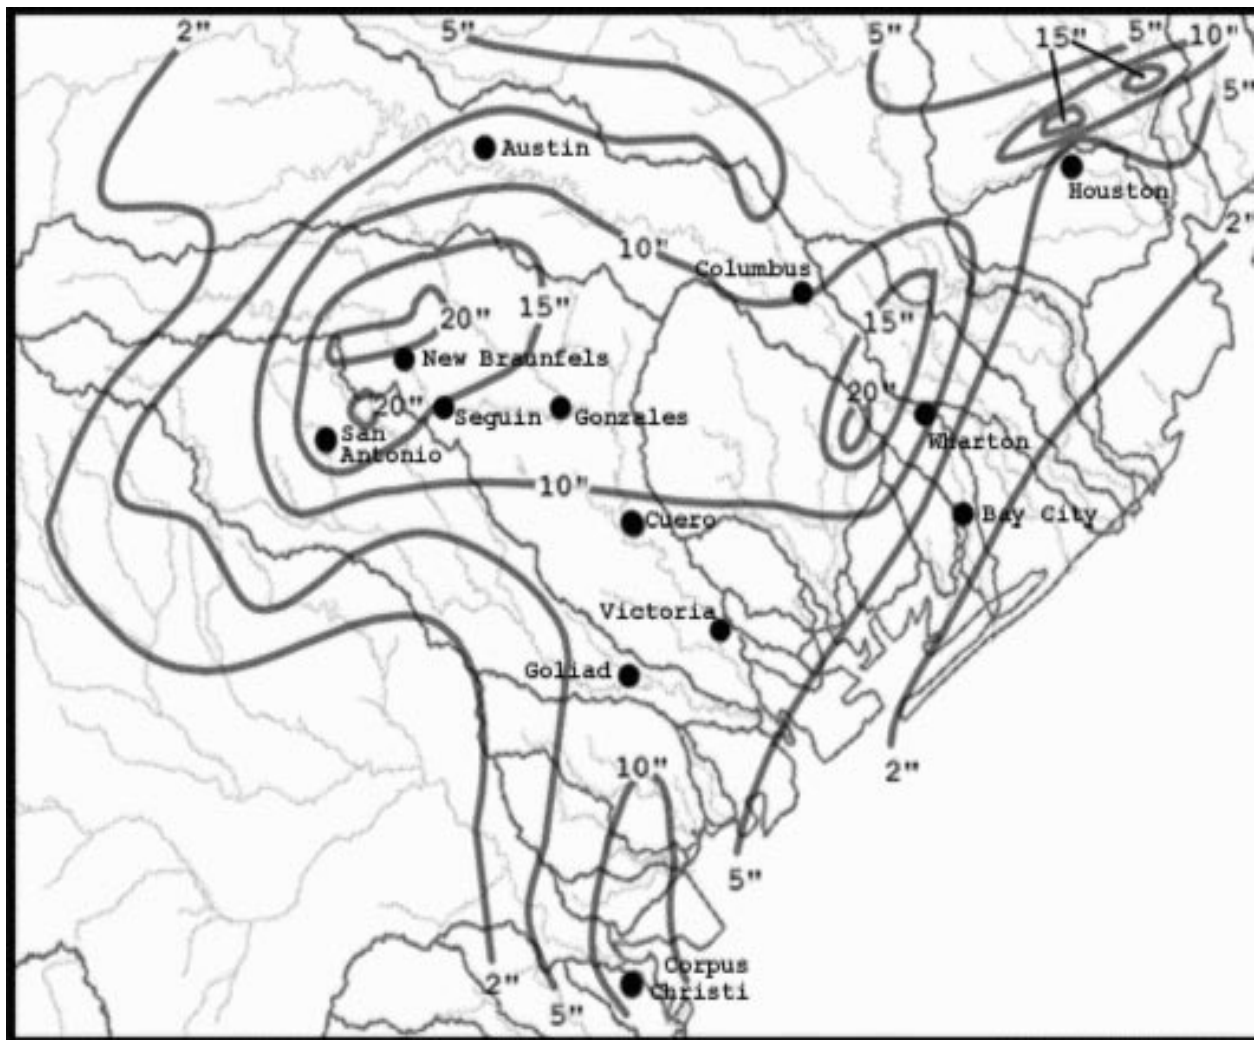 2"
5"
5"
15"
5"
10"
5"
Austin
Houston
2"
10"
Columbus
20"
15"
15"
New Braunfels
20"
20"
Seguin
Gonzales
San
Antonio
Wharton
10"
Cuero
Bay City
Victoria
Goliad
10"
2"
5"
Corpus
Christi
2"
5"